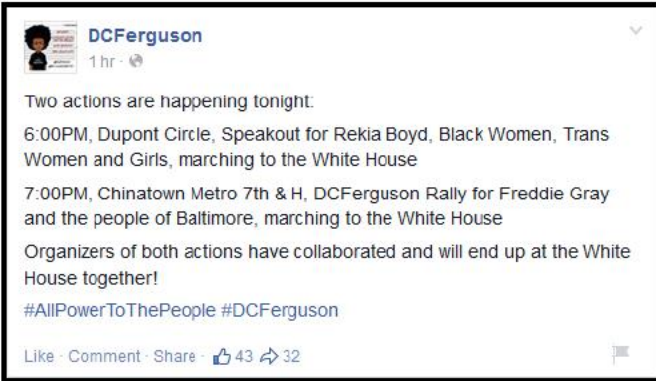 DCFerguson
1 hr ·
Two actions are happening tonight:
6:00PM, Dupont Circle, Speakout for Rekia Boyd, Black Women, Trans
Women and Girls, marching to the White House
7:00PM, Chinatown Metro 7th & H, DCFerguson Rally for Freddie Gray
and the people of Baltimore, marching to the White House
Organizers of both actions have collaborated and will end up at the White
House together!
#AllPowerToThePeople #DCFerguson
Like · Comment · Share · 43 32